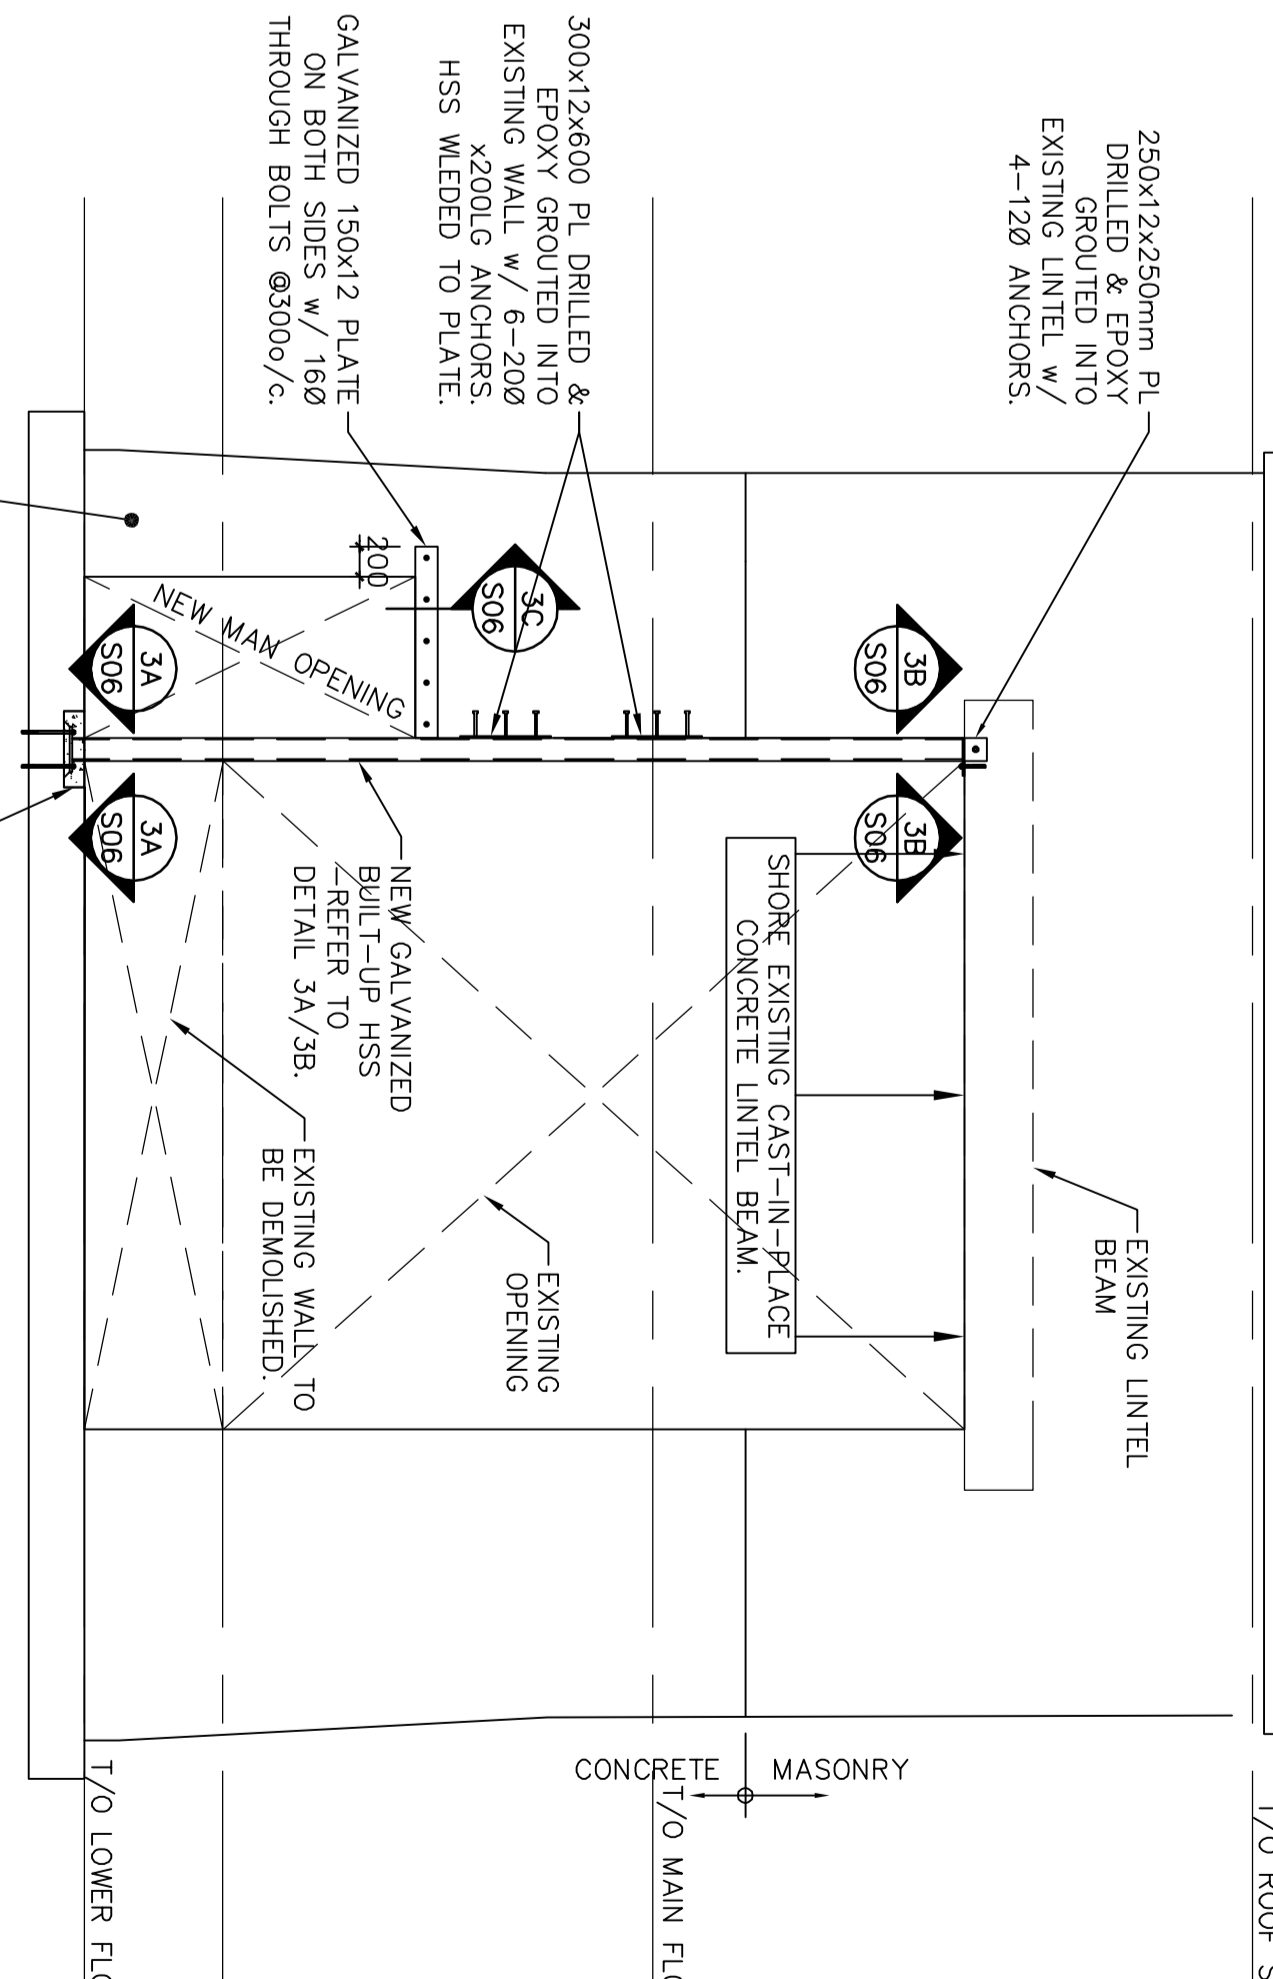 250x12x250mm PL
DRILLED & EPOXY
GROUTED INTO
EXISTING LINTEL w/
4-12Ø ANCHORS.
300x12x600 PL DRILLED &
EPOXY GROUTED INTO
EXISTING WALL w/ 6-20Ø
x200LG ANCHORS.
HSS WLEDED TO PLATE.
GALVANIZED 150x12 PLATE
ON BOTH SIDES w/ 16Ø
THROUGH BOLTS @300o/c.
200
3C
S06
3B
S06
3B
S06
3A
S06
3A
S06
NEW MAN OPENING
SHORE EXISTING CAST-IN-PLACE
CONCRETE LINTEL BEAM.
NEW GALVANIZED
BUILT-UP HSS
-REFER TO
DETAIL 3A/3B.
EXISTING LINTEL
BEAM
EXISTING
OPENING
EXISTING WALL TO
BE DEMOLISHED.
CONCRETE
MASONRY
T/O ROOF
T/O MAIN
T/O LOWER